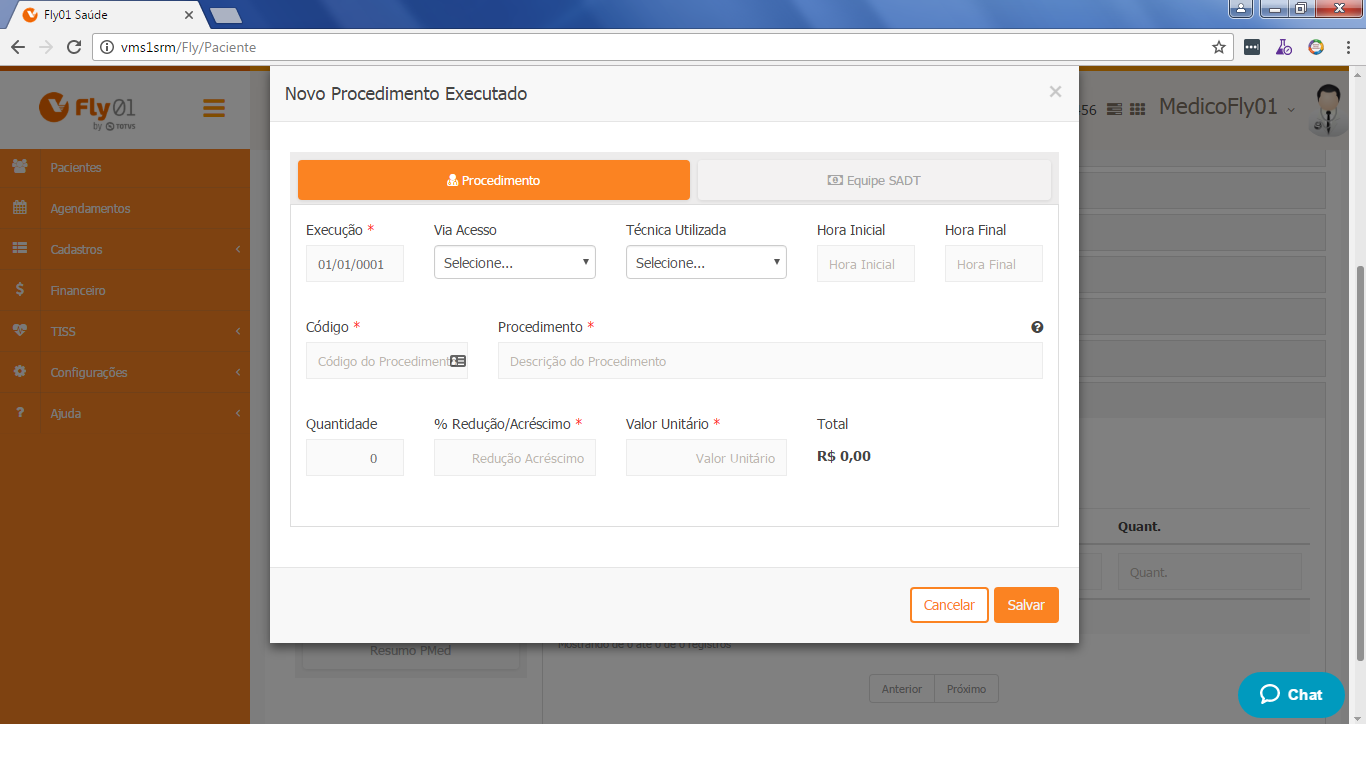 Fly01 Saúde
vms1srm/Fly/Paciente
Fly01
by TOTVS
Novo Procedimento Executado
56
MedicoFly01
Pacientes
Agendamentos
Cadastros
Financeiro
TISS
Configurações
Ajuda
Procedimento
Equipe SADT
Execução *
Via Acesso
Técnica Utilizada
Hora Inicial
Hora Final
01/01/0001
Selecione...
Selecione...
Hora Inicial
Hora Final
Código *
Procedimento *
Código do Procediment
Descrição do Procedimento
Quantidade
% Redução/Acréscimo *
Valor Unitário *
Total
0
Redução Acréscimo
Valor Unitário
R$ 0,00
Quant.
Quant.
Cancelar
Salvar
Mostrando de 0 até 0 de 0 registros
Resumo PMed
Anterior
Próximo
Chat